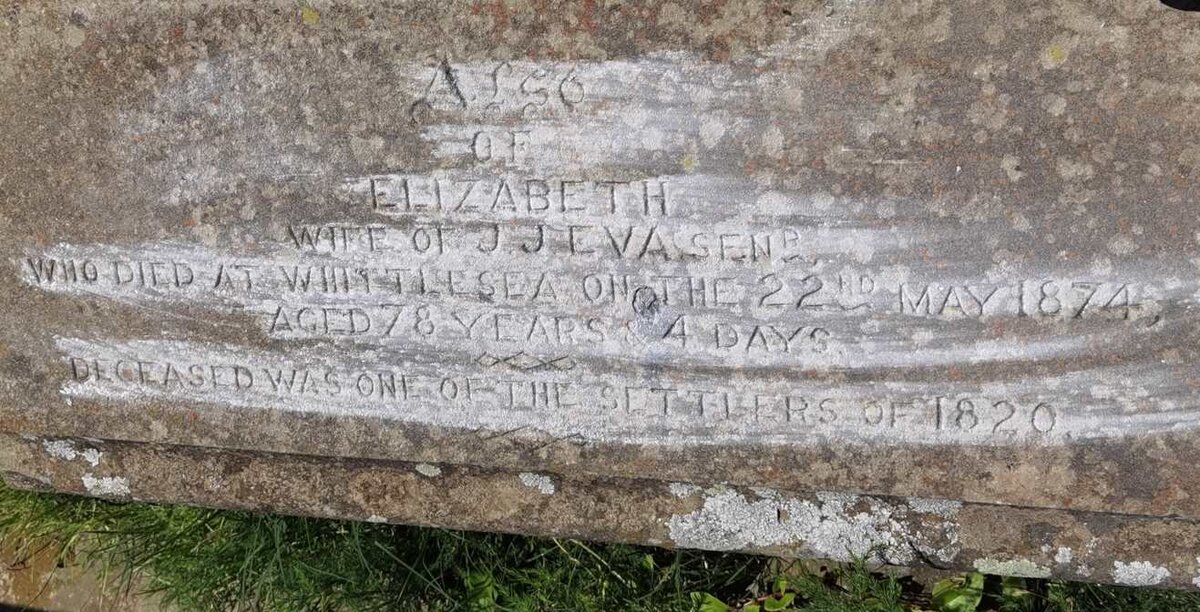 Also
OF
ELIZABETH
WIFE OF J. J EVA SENR.
WHO DIED AT WHITTLESEA ON THE 22ND MAY 1874,
AGED 78 YEARS & 4 DAYS.
DECEASED WAS ONE OF THE SETTLERS OF 1820.